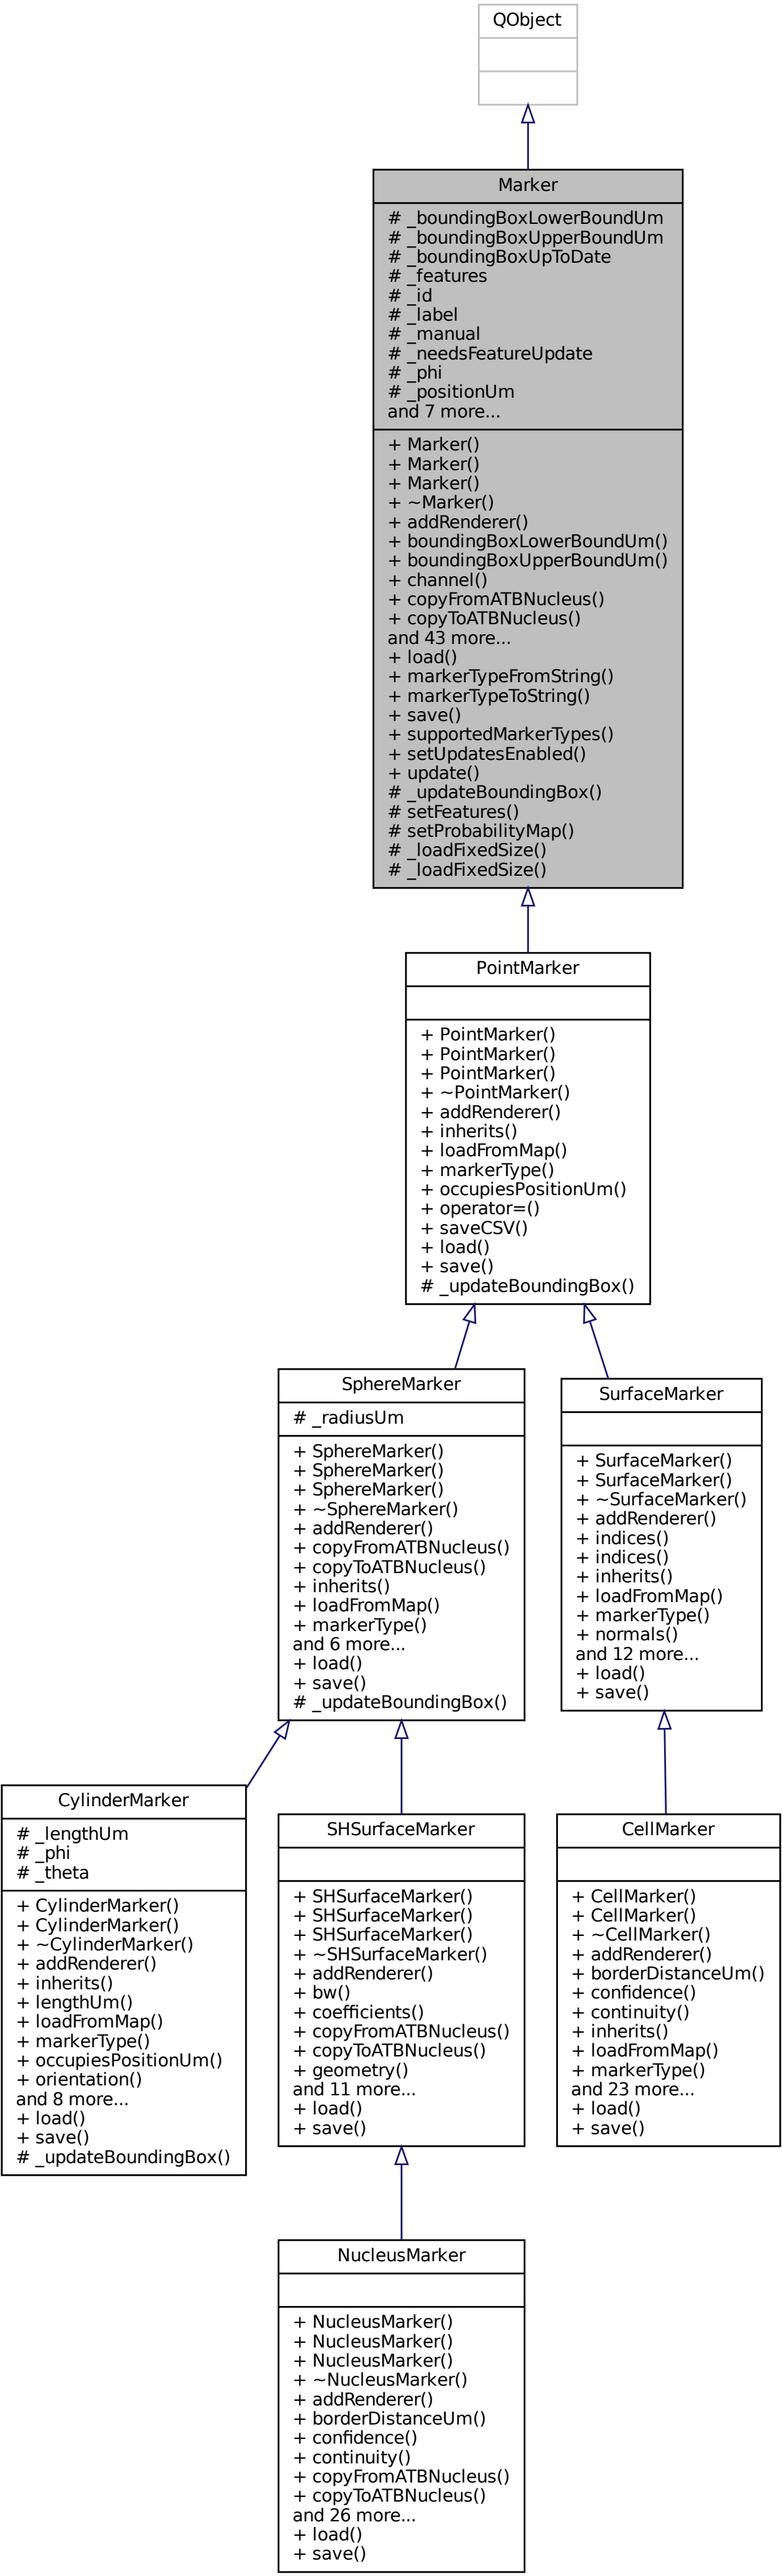 QObject
Marker
# _boundingBoxLowerBoundUm
# _boundingBoxUpperBoundUm
# _boundingBoxUpToDate
# _features
# _id
# _label
# _manual
# _needsFeatureUpdate
# _phi
# _positionUm
and 7 more...
+ Marker()
+ Marker()
+ Marker()
+ ~Marker()
+ addRenderer()
+ boundingBoxLowerBoundUm()
+ boundingBoxUpperBoundUm()
+ channel()
+ copyFromATBNucleus()
+ copyToATBNucleus()
and 43 more...
+ load()
+ markerTypeFromString()
+ markerTypeToString()
+ save()
+ supportedMarkerTypes()
+ setUpdatesEnabled()
+ update()
# _updateBoundingBox()
# setFeatures()
# setProbabilityMap()
# _loadFixedSize()
# _loadFixedSize()
PointMarker
+ PointMarker()
+ PointMarker()
+ PointMarker()
+ ~PointMarker()
+ addRenderer()
+ inherits()
+ loadFromMap()
+ markerType()
+ occupiesPositionUm()
+ operator=()
+ saveCSV()
+ load()
+ save()
# _updateBoundingBox()
SphereMarker
# _radiusUm
+ SphereMarker()
+ SphereMarker()
+ SphereMarker()
+ ~SphereMarker()
+ addRenderer()
+ copyFromATBNucleus()
+ copyToATBNucleus()
+ inherits()
+ loadFromMap()
+ markerType()
and 6 more...
+ load()
+ save()
# _updateBoundingBox()
SurfaceMarker
+ SurfaceMarker()
+ SurfaceMarker()
+ ~SurfaceMarker()
+ addRenderer()
+ indices()
+ indices()
+ inherits()
+ loadFromMap()
+ markerType()
+ normals()
and 12 more...
+ load()
+ save()
CylinderMarker
# _lengthUm
# _phi
# _theta
+ CylinderMarker()
+ CylinderMarker()
+ ~CylinderMarker()
+ addRenderer()
+ inherits()
+ lengthUm()
+ loadFromMap()
+ markerType()
+ occupiesPositionUm()
+ orientation()
and 8 more...
+ load()
+ save()
# _updateBoundingBox()
SHSurfaceMarker
+ SHSurfaceMarker()
+ SHSurfaceMarker()
+ SHSurfaceMarker()
+ ~SHSurfaceMarker()
+ addRenderer()
+ bw()
+ coefficients()
+ copyFromATBNucleus()
+ copyToATBNucleus()
+ geometry()
and 11 more...
+ load()
+ save()
CellMarker
+ CellMarker()
+ CellMarker()
+ ~CellMarker()
+ addRenderer()
+ borderDistanceUm()
+ confidence()
+ continuity()
+ inherits()
+ loadFromMap()
+ markerType()
and 23 more...
+ load()
+ save()
NucleusMarker
+ NucleusMarker()
+ NucleusMarker()
+ NucleusMarker()
+ ~NucleusMarker()
+ addRenderer()
+ borderDistanceUm()
+ confidence()
+ continuity()
+ copyFromATBNucleus()
+ copyToATBNucleus()
and 26 more...
+ load()
+ save()